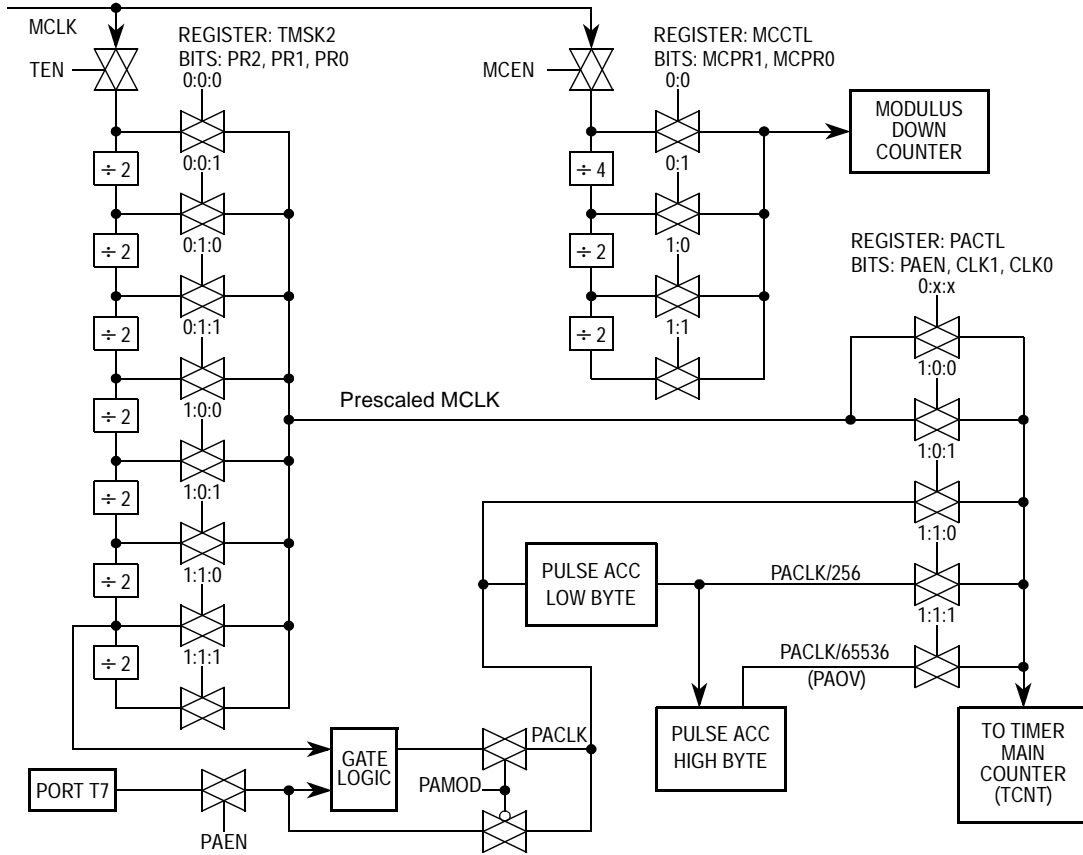 MCLK
TEN
REGISTER: TMSK2
BITS: PR2, PR1, PR0
0:0:0
÷ 2
0:0:1
÷ 2
0:1:0
÷ 2
0:1:1
÷ 2
1:0:0
÷ 2
1:0:1
÷ 2
1:1:0
÷ 2
1:1:1
MCEN
REGISTER: MCCTL
BITS: MCPR1, MCPR0
0:0
÷ 4
0:1
÷ 2
1:0
÷ 2
1:1
MODULUS
DOWN
COUNTER
REGISTER: PACTL
BITS: PAEN, CLK1, CLK0
0:x:x
1:0:0
1:0:1
1:1:0
1:1:1
Prescaled MCLK
PULSE ACC
LOW BYTE
PACLK/256
PACLK/65536
(PAOV)
PULSE ACC
HIGH BYTE
TO TIMER
MAIN
COUNTER
(TCNT)
PORT T7
PAEN
GATE
LOGIC
PACLK
PAMOD